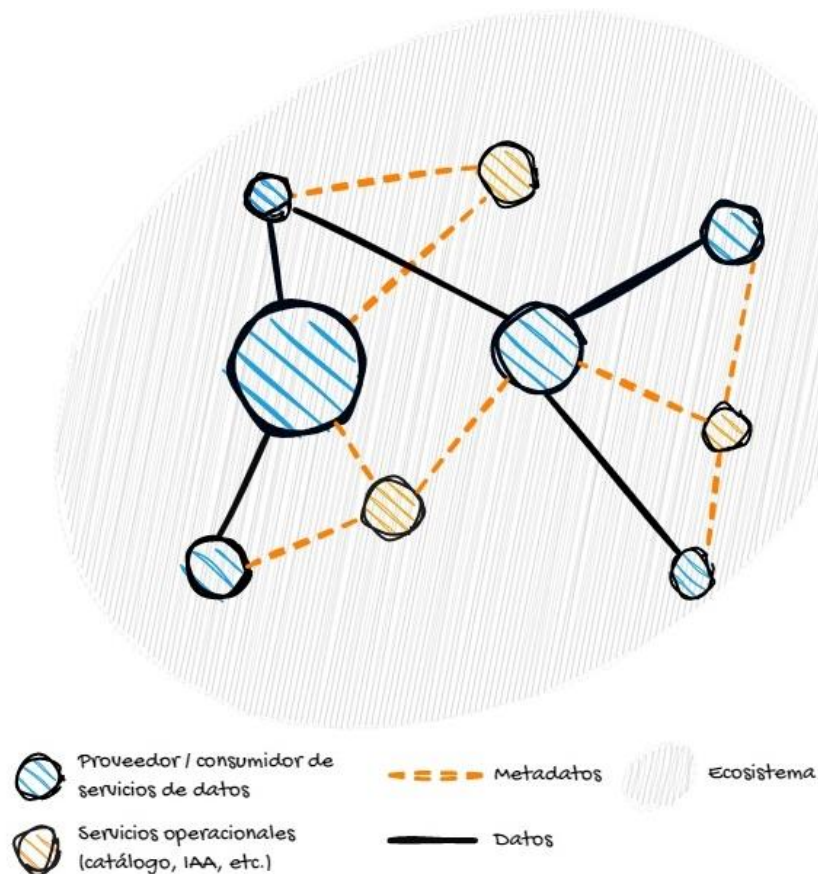 Proveedor / consumidor de
servicios de datos
Metadatos
Ecosistema
Servicios operacionales
(catálogo, IAA, etc.)
Datos